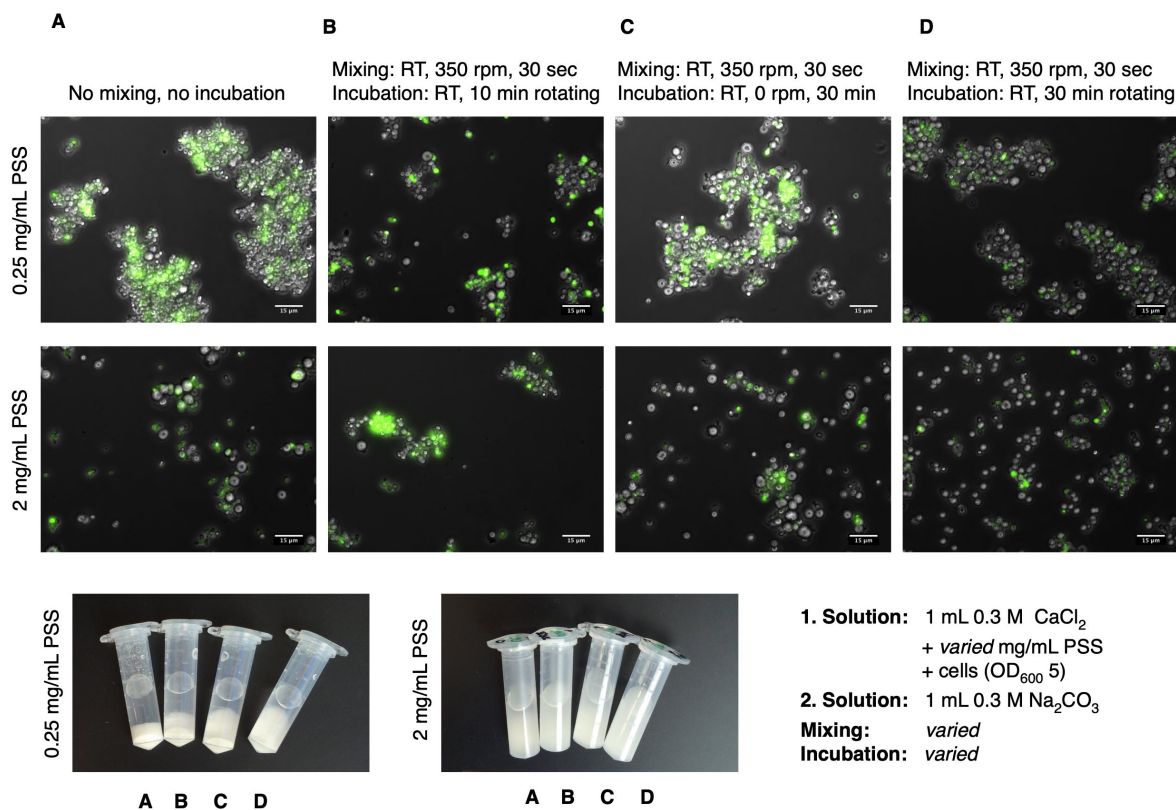 A
B
C
D
No mixing, no incubation
Mixing: RT, 350 rpm, 30 sec
Incubation: RT, 10 min rotating
Mixing: RT, 350 rpm, 30 sec
Incubation: RT, 0 rpm, 30 min
Mixing: RT, 350 rpm, 30 sec
Incubation: RT, 30 min rotating
0.25 mg/mL PSS
15 µm
15 µm
15 µm
15 µm
2 mg/mL PSS
15 µm
15 µm
15 µm
15 µm
0.25 mg/mL PSS
A B C D
2 mg/mL PSS
A B C D
1. Solution: 1 mL 0.3 M CaCl₂
+ varied mg/mL PSS
+ cells (OD₆₀₀ 5)
2. Solution: 1 mL 0.3 M Na₂CO₃
Mixing: varied
Incubation: varied